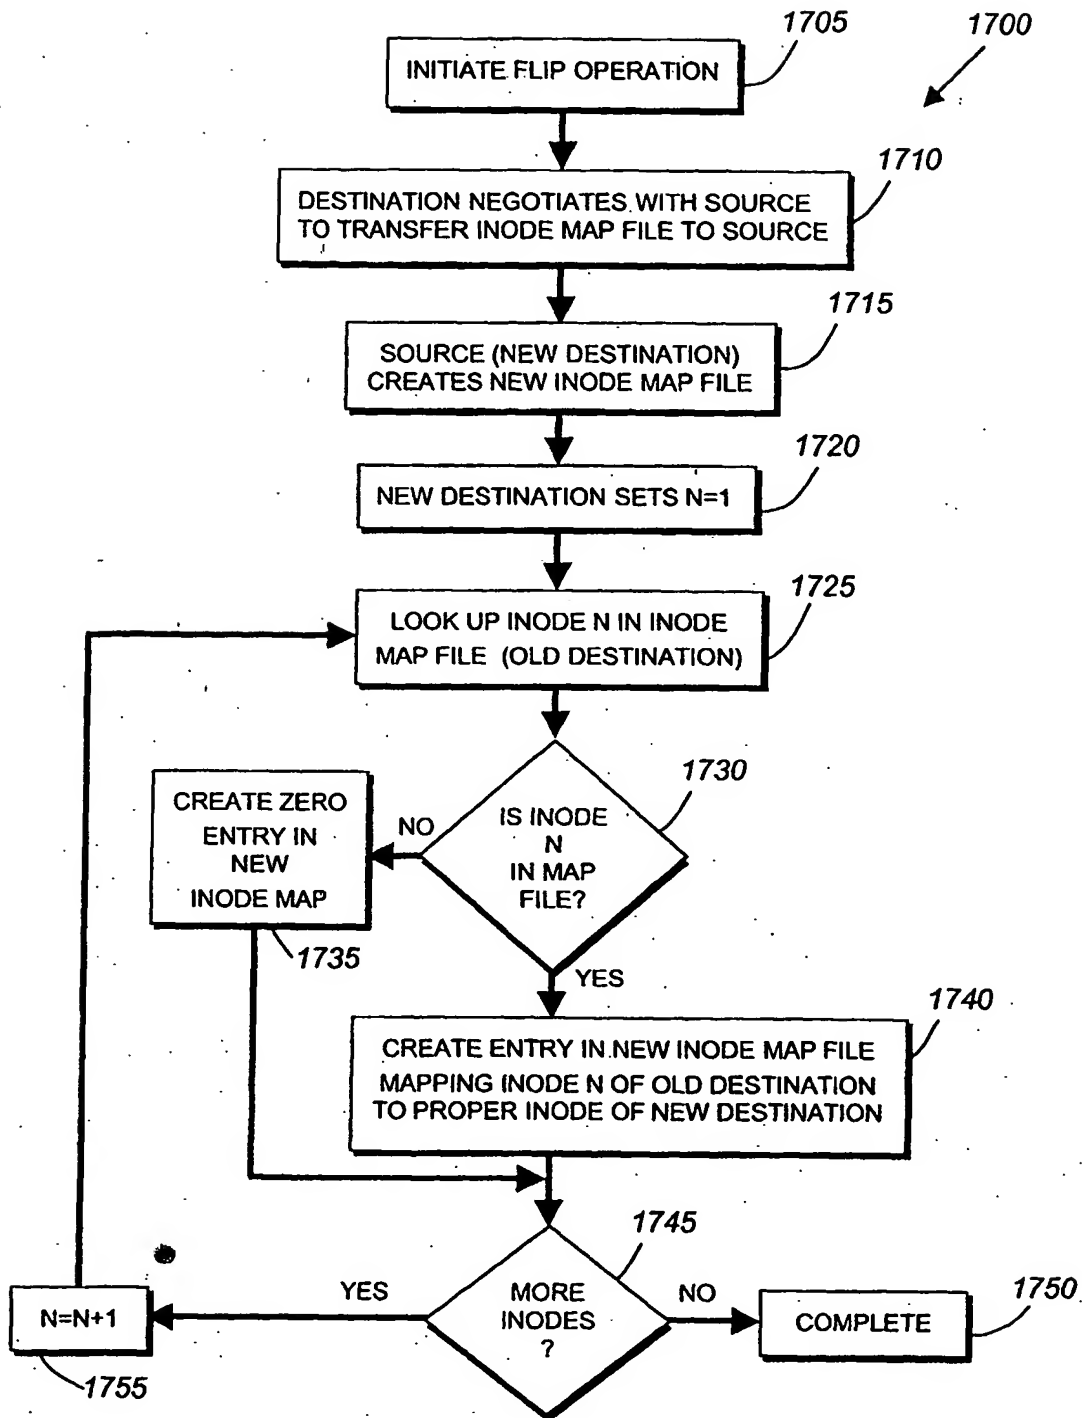 1705
1700
INITIATE FLIP OPERATION
1710
DESTINATION NEGOTIATES WITH SOURCE
TO TRANSFER INODE MAP FILE TO SOURCE
1715
SOURCE (NEW DESTINATION)
CREATES NEW INODE MAP FILE
1720
NEW DESTINATION SETS N=1
1725
LOOK UP INODE N IN INODE
MAP FILE (OLD DESTINATION)
1730
IS INODE
N
IN MAP
FILE?
NO
CREATE ZERO
ENTRY IN
NEW
INODE MAP
1735
YES
1740
CREATE ENTRY IN NEW INODE MAP FILE
MAPPING INODE N OF OLD DESTINATION
TO PROPER INODE OF NEW DESTINATION
1745
MORE
INODES
?
YES
NO
N=N+1
1755
COMPLETE
1750